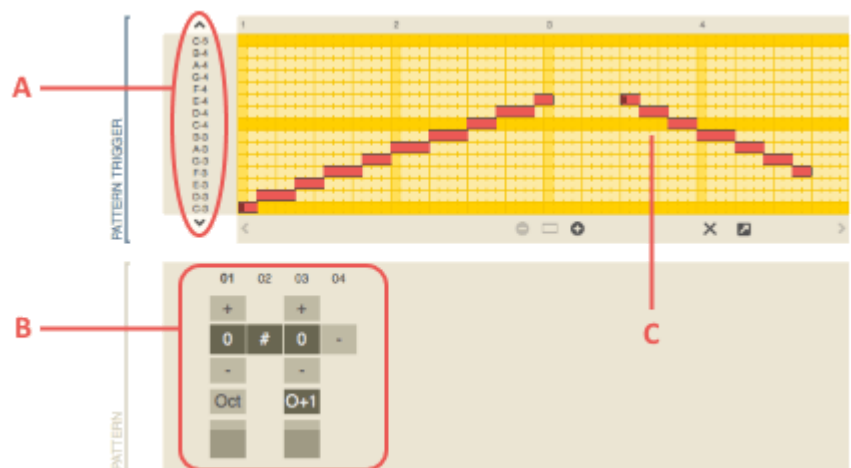 1 2 3 4
C-5
B-4
A-4
G-4
F-4
E-4
D-4
C-4
B-3
A-3
G-3
F-3
E-3
D-3
C-3
A
PATTERN TRIGGER
C
B
01 02 03 04
+ +
0 # 0 -
- -
Oct O+1
PATTERN